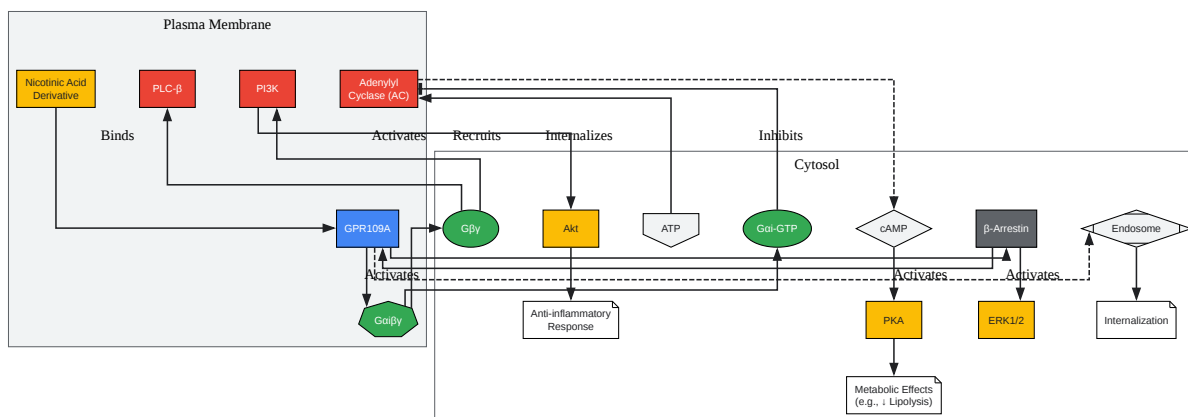 Plasma Membrane
Nicotinic Acid
Derivative
PLC-β
PI3K
Adenylyl
Cyclase (AC)
Binds
Activates
Recruits
Internalizes
Inhibits
Cytosol
GPR109A
Gβγ
Akt
ATP
Gαi-GTP
cAMP
β-Arrestin
Endosome
Activates
Activates
Activates
Gαiβγ
Anti-inflammatory
Response
PKA
ERK1/2
Internalization
Metabolic Effects
(e.g., ↓ Lipolysis)